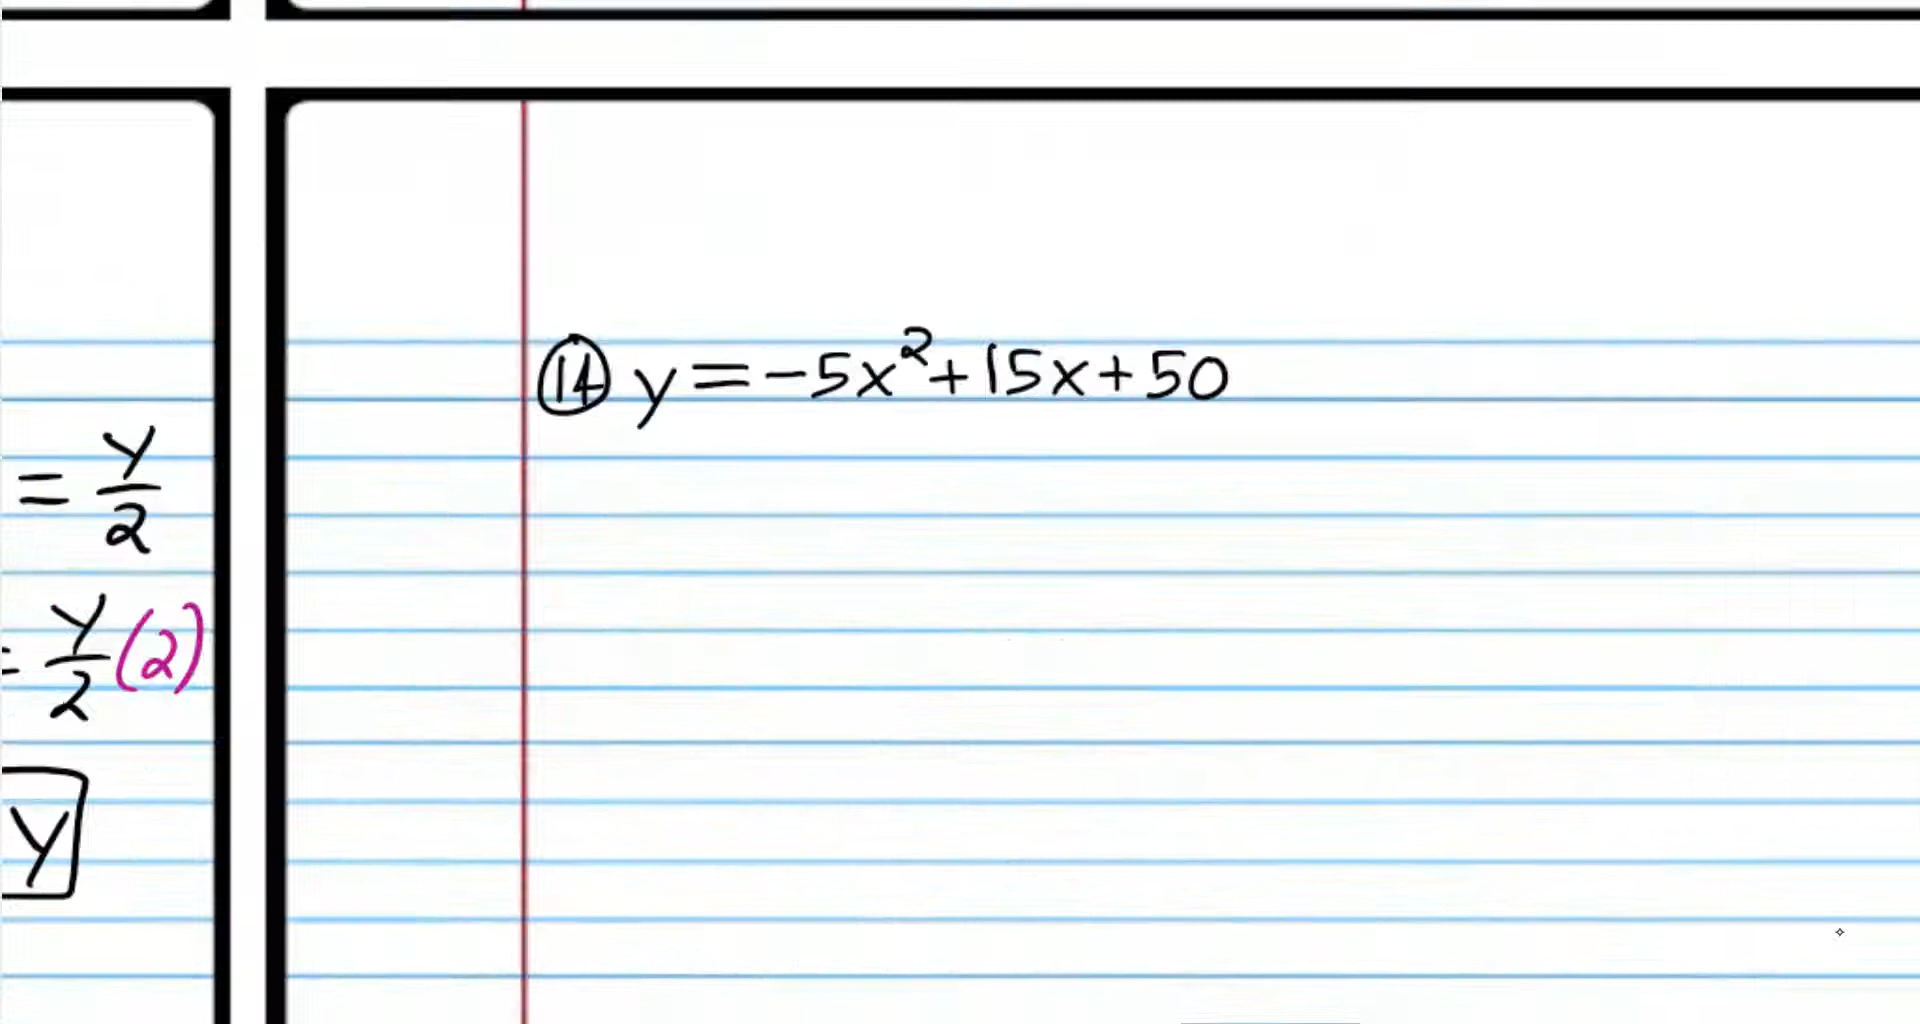 ⑭ y = -5x²+15x+50
= y/2
= y/2 (2)
y